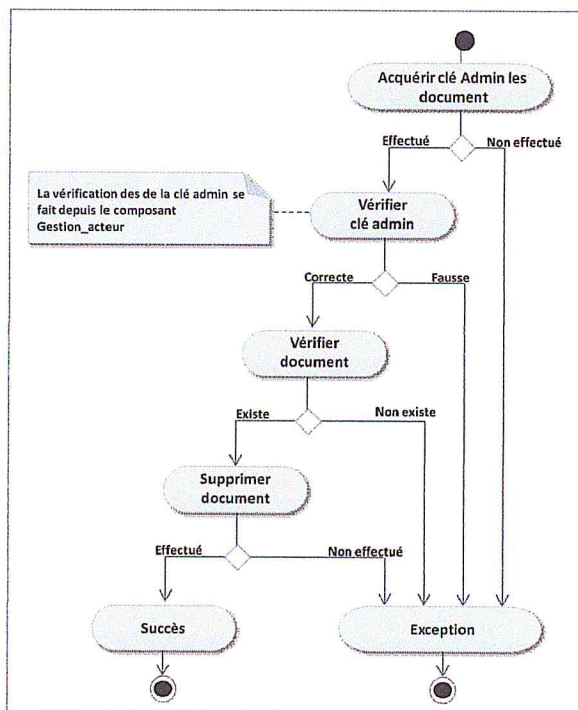 Acquérir clé Admin les
document
Effectué
Non effectué
La vérification des de la clé admin se
fait depuis le composant
Gestion_acteur
Vérifier
clé admin
Correcte
Fausse
Vérifier
document
Existe
Non existe
Supprimer
document
Effectué
Non effectué
Succès
Exception